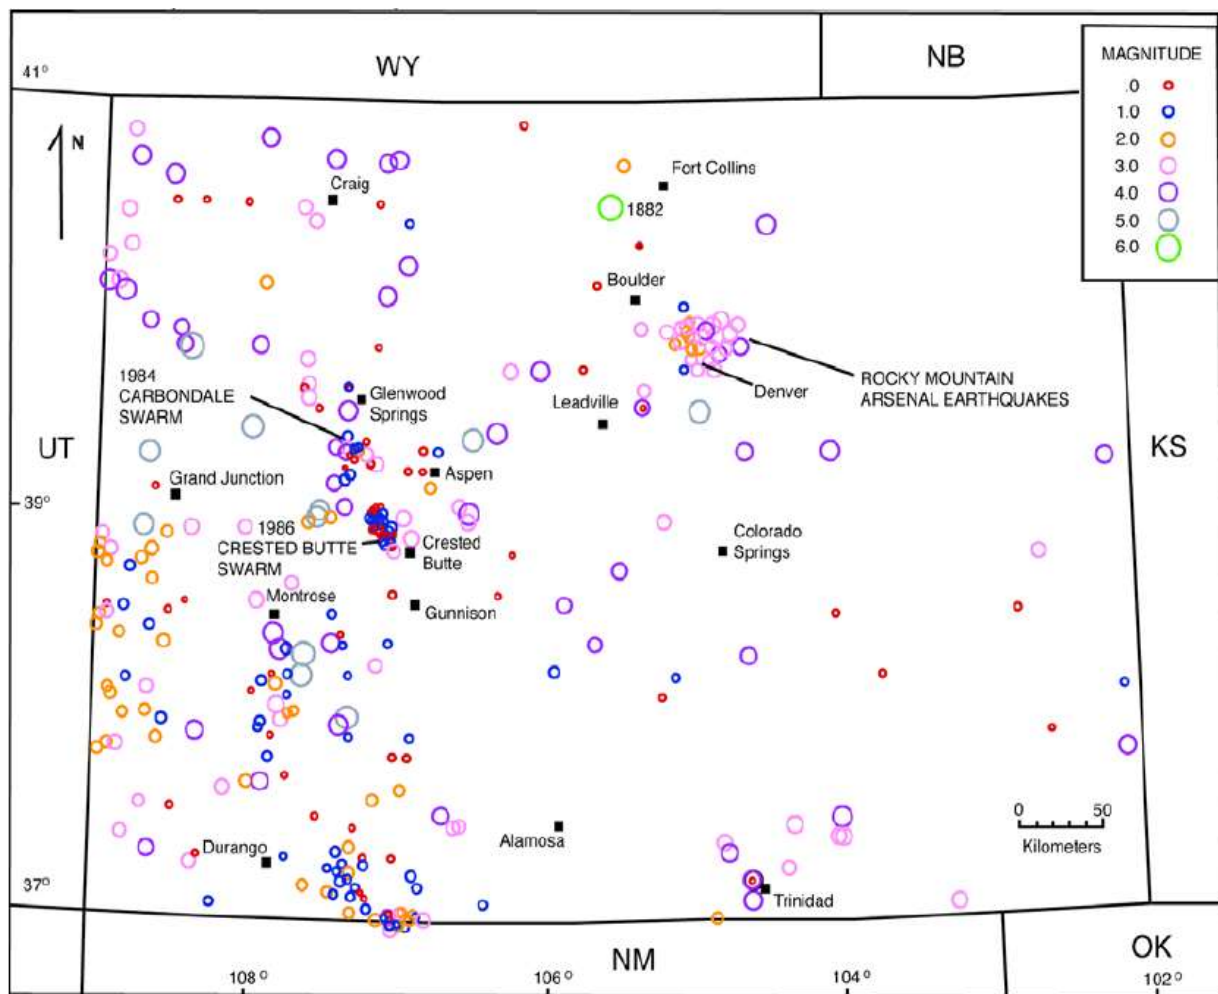 WY
NB
41°
N
MAGNITUDE
.0
1.0
2.0
3.0
4.0
5.0
6.0
Craig
Fort Collins
1882
Boulder
1984
CARBONDALE
SWARM
Glenwood
Springs
Leadville
Denver
ROCKY MOUNTAIN
ARSENAL EARTHQUAKES
UT
KS
Grand Junction
Aspen
39°
1986
CRESTED BUTTE
SWARM
Crested
Butte
Colorado
Springs
Montrose
Gunnison
0 50
Kilometers
Durango
Alamosa
37°
Trinidad
NM
OK
108°
106°
104°
102°